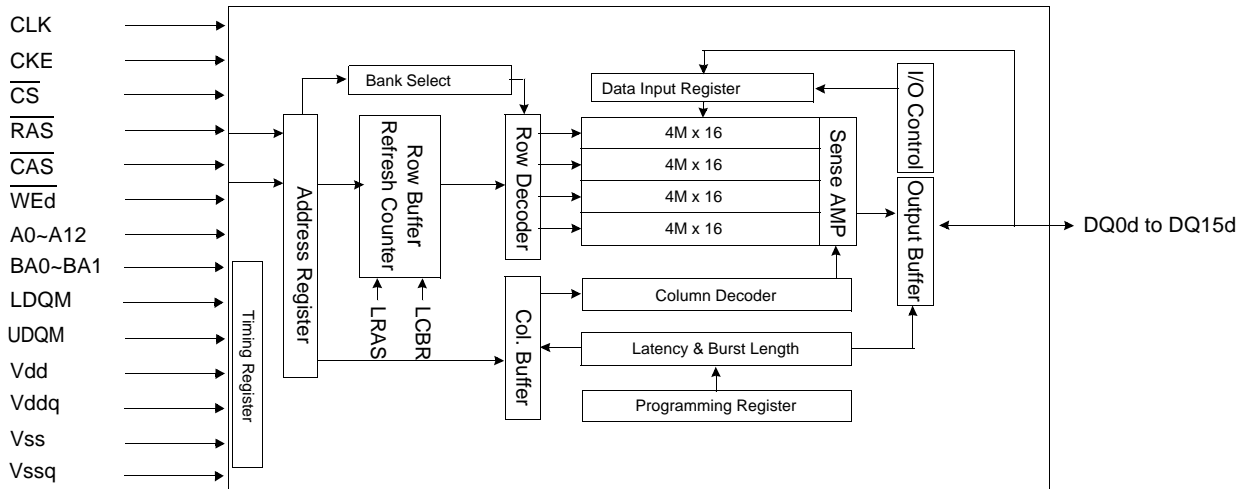 CLK
CKE
CS
RAS
CAS
WEd
A0~A12
BA0~BA1
LDQM
UDQM
Vdd
Vddq
Vss
Vssq
Timing Register
Address Register
Bank Select
Row Buffer
Refresh Counter
LRAS
LCBR
Row Decoder
Col. Buffer
Data Input Register
4M x 16
4M x 16
4M x 16
4M x 16
Sense AMP
Column Decoder
Latency & Burst Length
Programming Register
I/O Control
Output Buffer
DQ0d to DQ15d